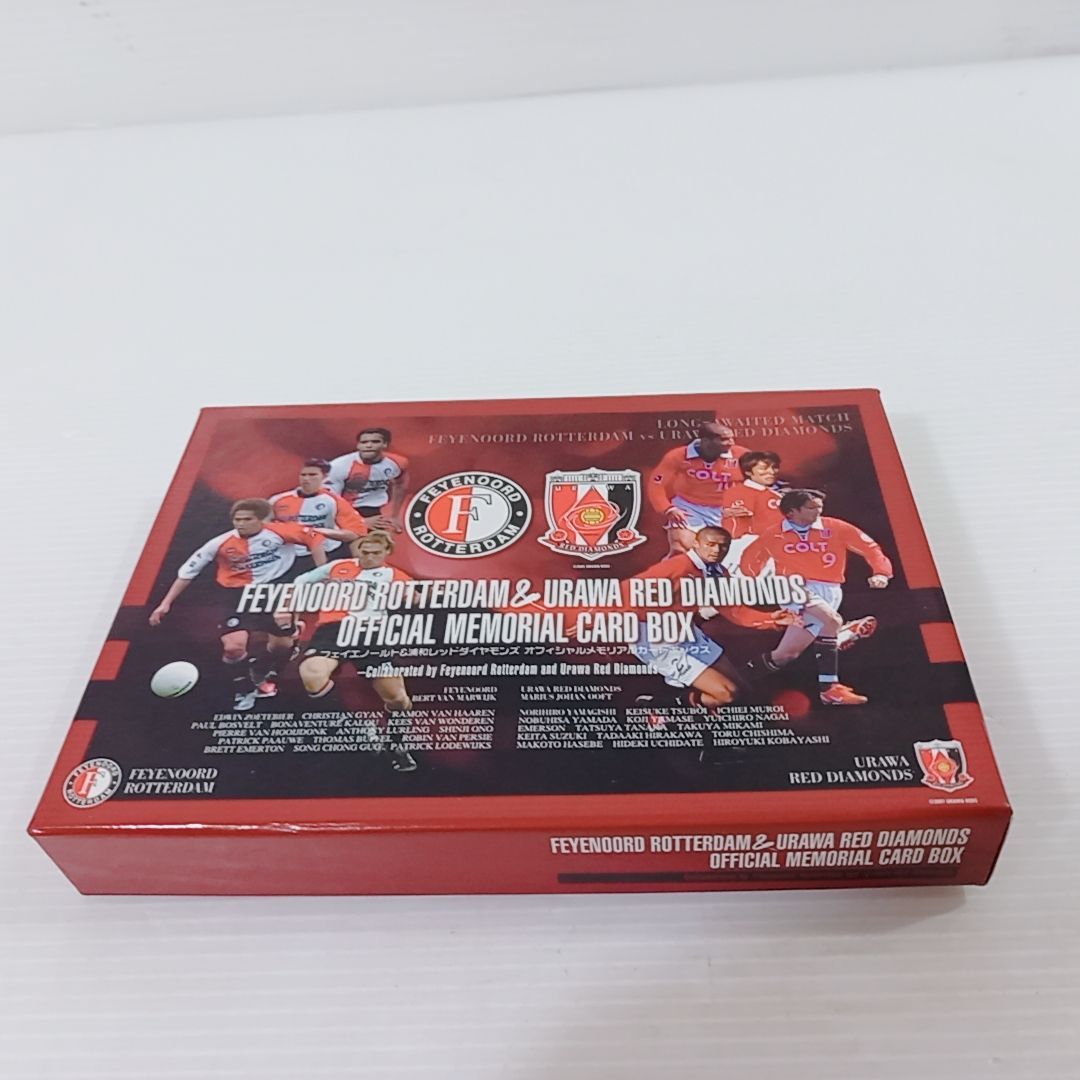 LONG AWAITED MATCH
FEYENOORD ROTTERDAM vs URAWA RED DIAMONDS
FEYENOORD
F
ROTTERDAM
URAWA
RED DIAMONDS
COLT
COLT
9
FEYENOORD ROTTERDAM & URAWA RED DIAMONDS
OFFICIAL MEMORIAL CARD BOX
フェイエノールト&浦和レッドダイヤモンズ オフィシャルメモリアルカードボックス
—Collaborated by Feyenoord Rotterdam and Urawa Red Diamonds—
FEYENOORD
BERT VAN MARWIJK
EDWIN ZOETEBIER CHRISTIAN GYAN RAMON VAN HAAREN
PAUL BOSVELT BONAVENTURE KALOU KEES VAN WONDEREN
PIERRE VAN HOOIJDONK ANTHONY LURLING SHINJI ONO
PATRICK PAAUWE THOMAS BUFFEL ROBIN VAN PERSIE
BRETT EMERTON SONG CHONG GUG PATRICK LODEWIJKS
URAWA RED DIAMONDS
MARIUS JOHAN OOFT
NORIHIRO YAMAGISHI KEISUKE TSUBOI ICHIEI MUROI
NOBUHISA YAMADA KOJI YAMASE YUICHIRO NAGAI
EMERSON TATSUYA TANAKA TAKUYA MIKAMI
KEITA SUZUKI TADAAKI HIRAKAWA TORU CHISHIMA
MAKOTO HASEBE HIDEKI UCHIDATE HIROYUKI KOBAYASHI
FEYENOORD
ROTTERDAM
URAWA
RED DIAMONDS
FEYENOORD ROTTERDAM & URAWA RED DIAMONDS
OFFICIAL MEMORIAL CARD BOX